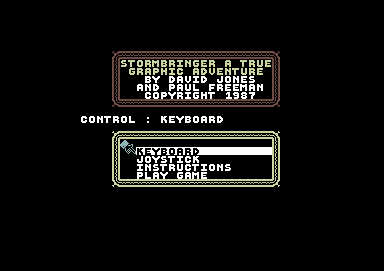 STORMBRINGER A TRUE
GRAPHIC ADVENTURE
BY DAVID JONES
AND PAUL FREEMAN
COPYRIGHT 1987
CONTROL : KEYBOARD
KEYBOARD
JOYSTICK
INSTRUCTIONS
PLAY GAME